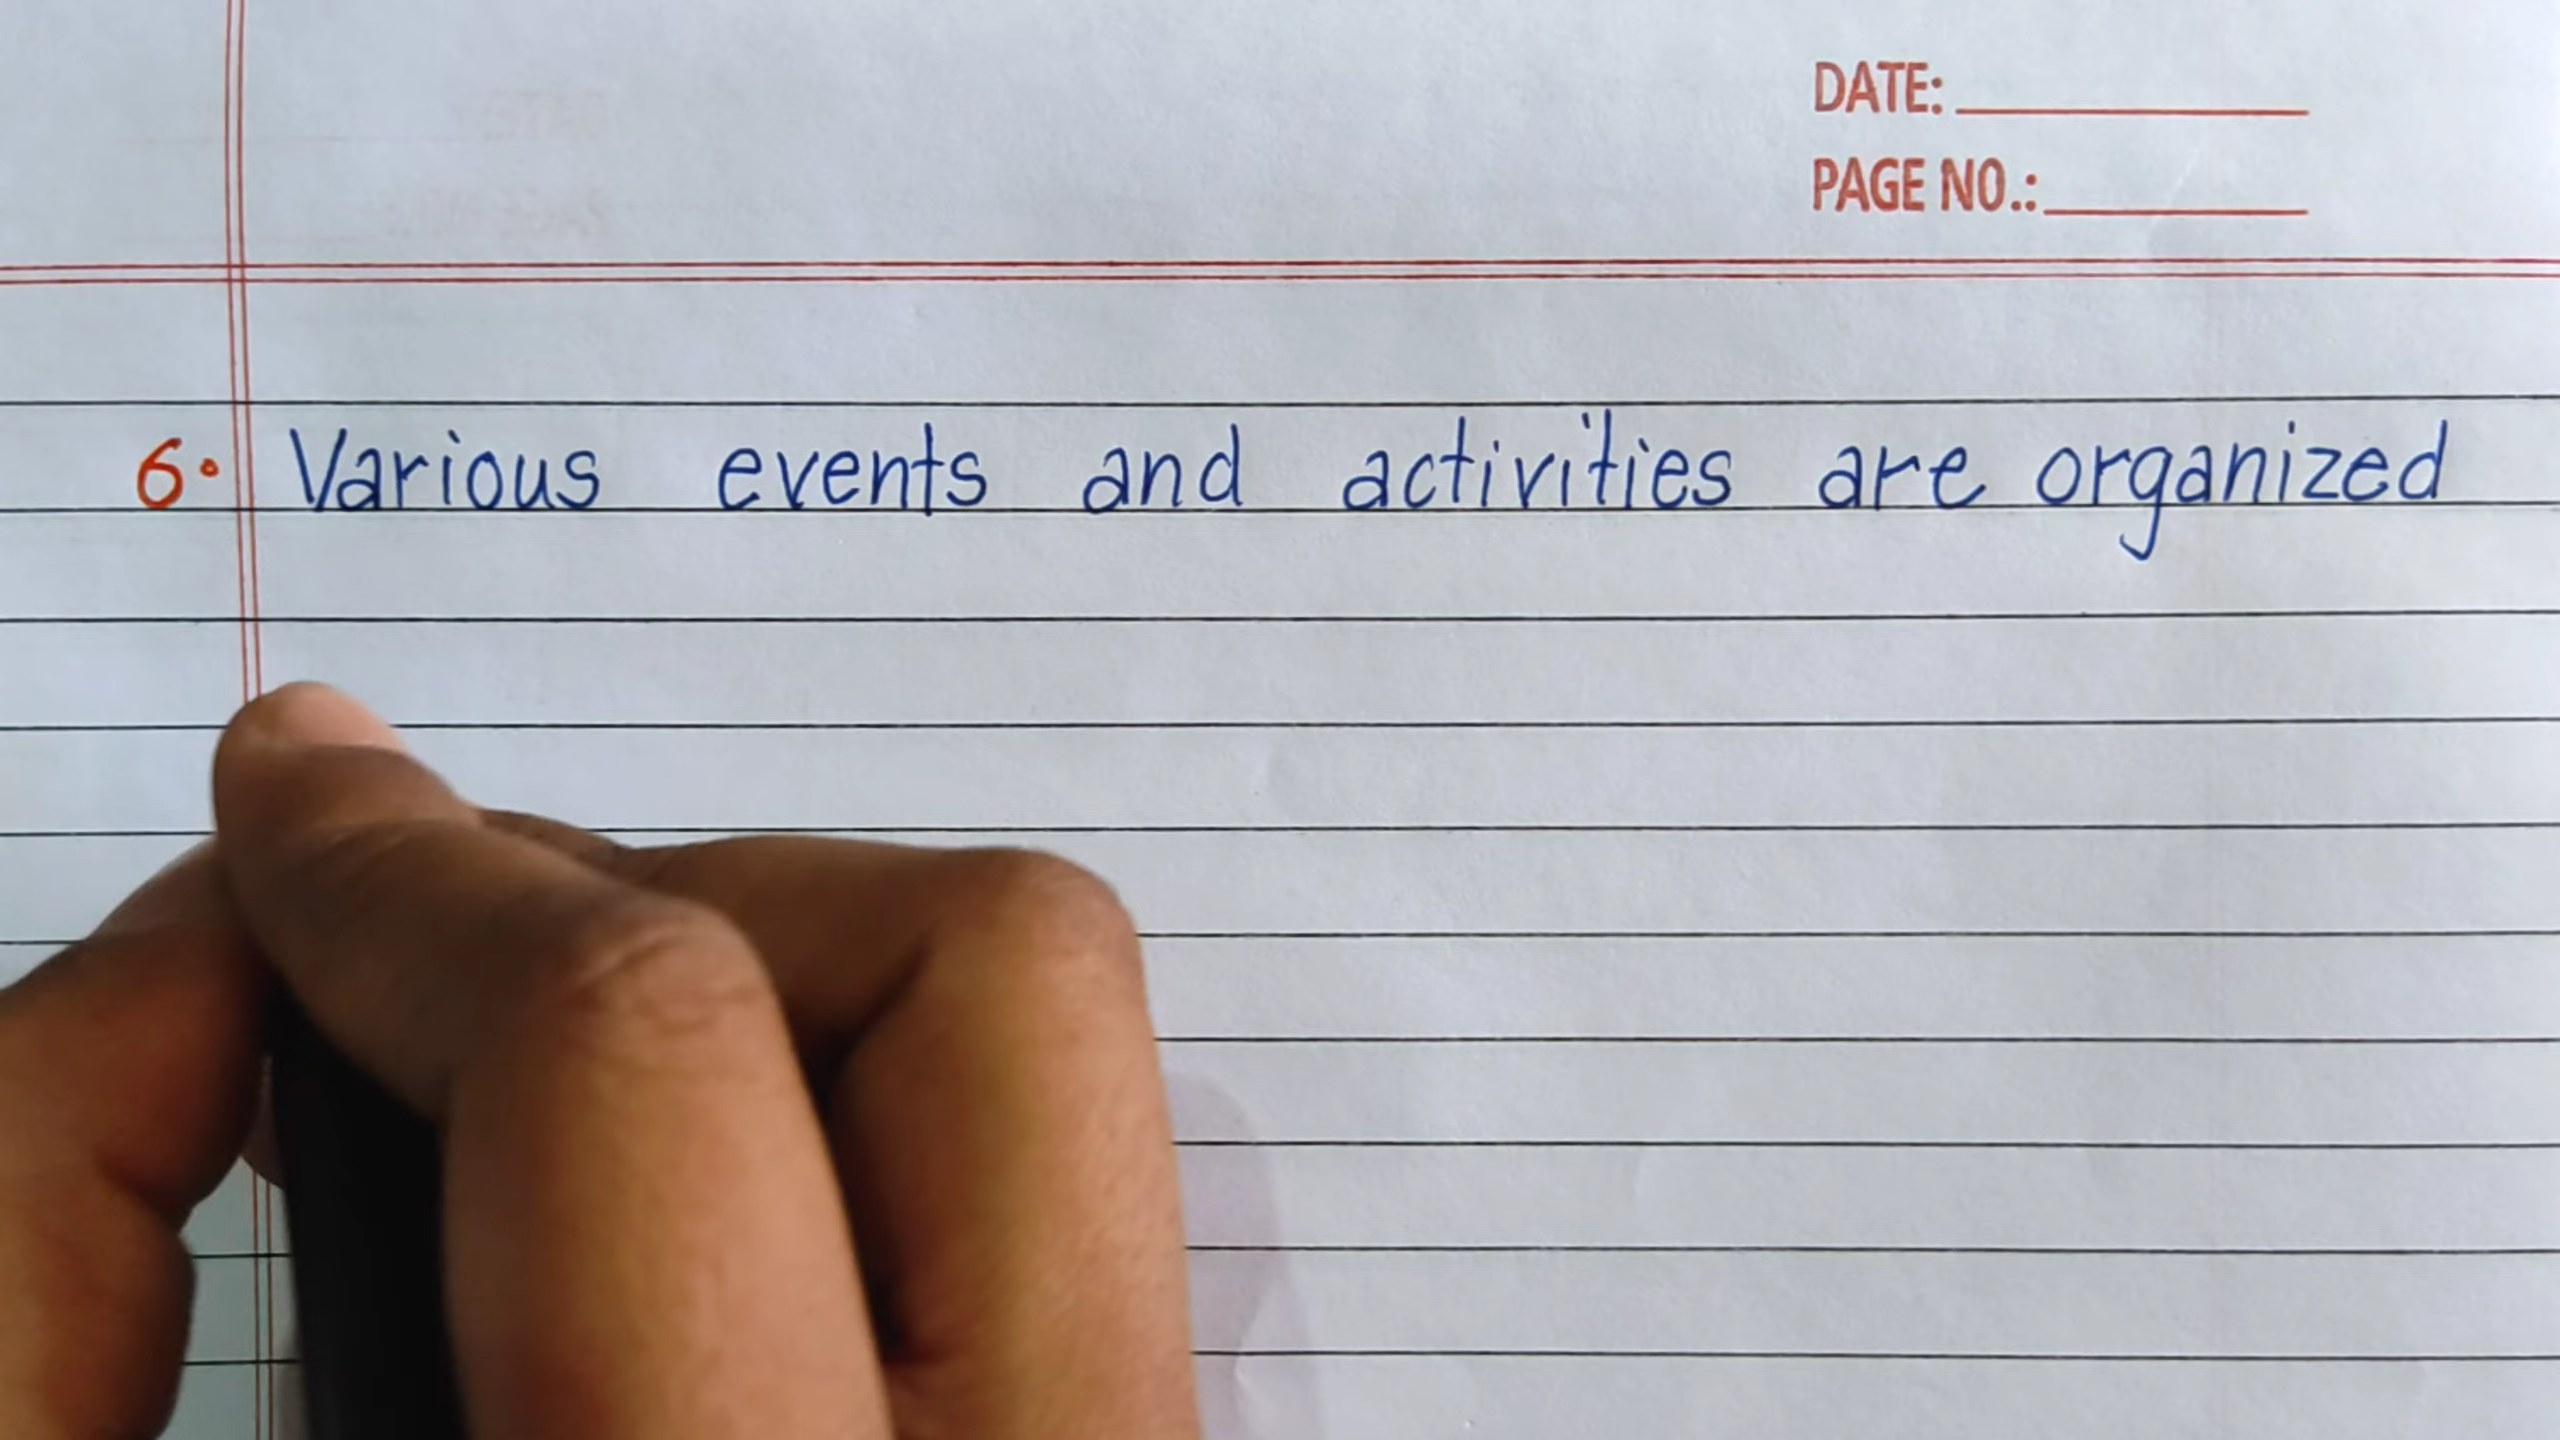 DATE:
PAGE NO.:
6. Various events and activities are organized